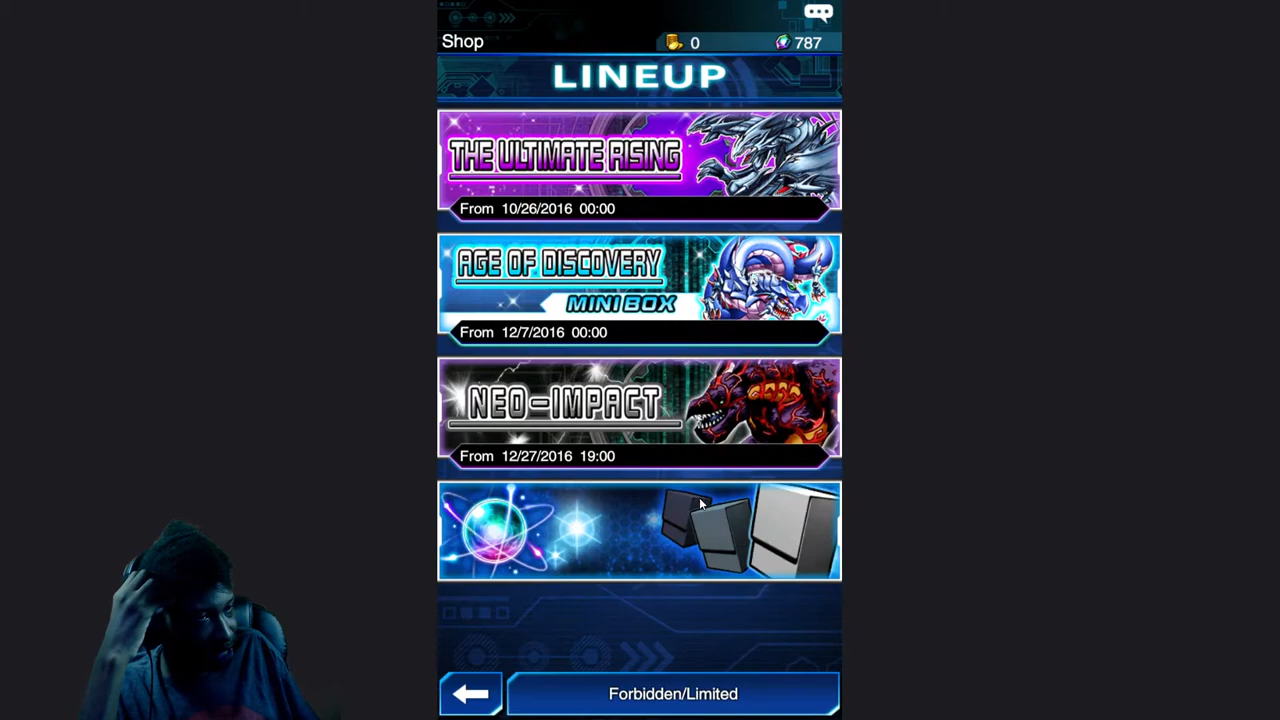 Shop
0
787
LINEUP
THE ULTIMATE RISING
From 10/26/2016 00:00
AGE OF DISCOVERY
MINI BOX
From 12/7/2016 00:00
NEO-IMPACT
From 12/27/2016 19:00
Forbidden/Limited